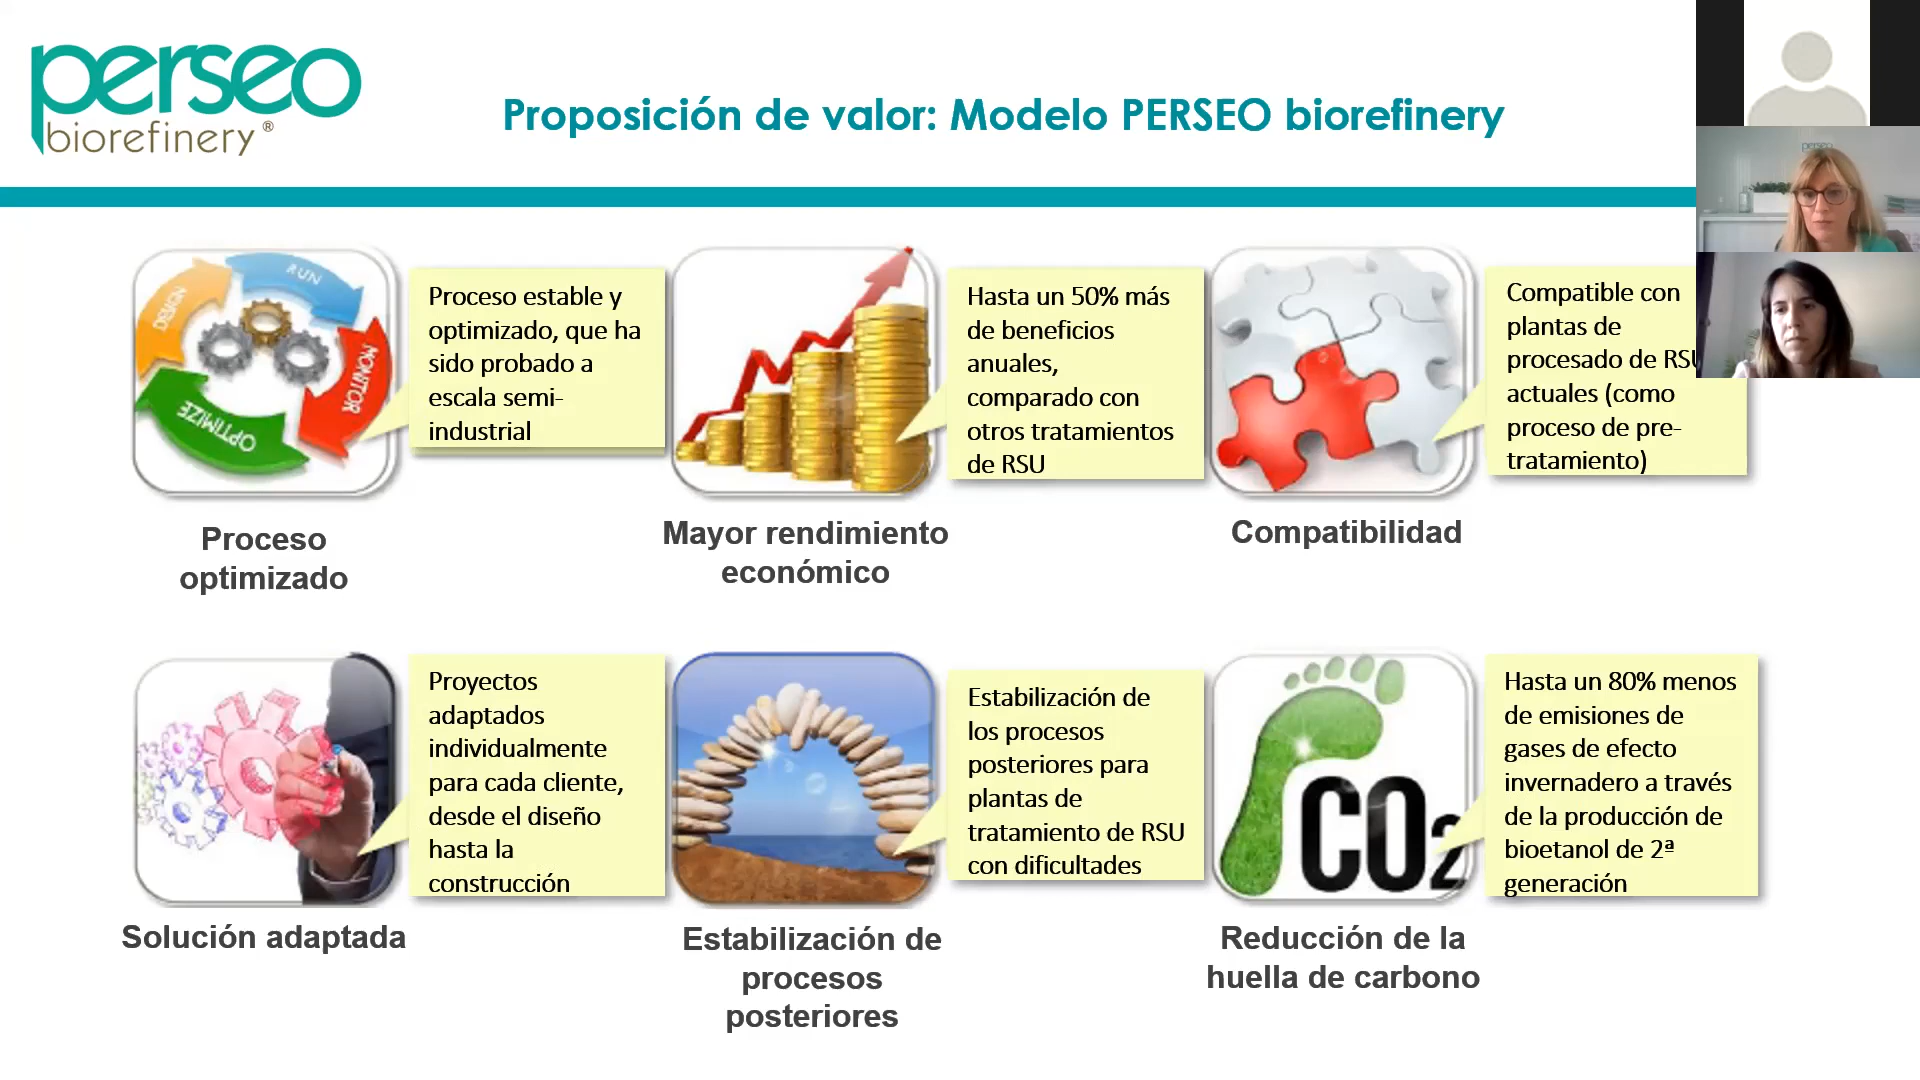 perseo
biorefinery®
Proposición de valor: Modelo PERSEO biorefinery
perseo
RUN
MONITOR
OPTIMIZE
DESIGN
Proceso estable y
optimizado, que ha
sido probado a
escala semi-
industrial
Proceso
optimizado
Hasta un 50% más
de beneficios
anuales,
comparado con
otros tratamientos
de RSU
Mayor rendimiento
económico
Compatible con
plantas de
procesado de RSU
actuales (como
proceso de pre-
tratamiento)
Compatibilidad
Proyectos
adaptados
individualmente
para cada cliente,
desde el diseño
hasta la
construcción
Solución adaptada
Estabilización de
los procesos
posteriores para
plantas de
tratamiento de RSU
con dificultades
Estabilización de
procesos
posteriores
CO2
Hasta un 80% menos
de emisiones de
gases de efecto
invernadero a través
de la producción de
bioetanol de 2ª
generación
Reducción de la
huella de carbono